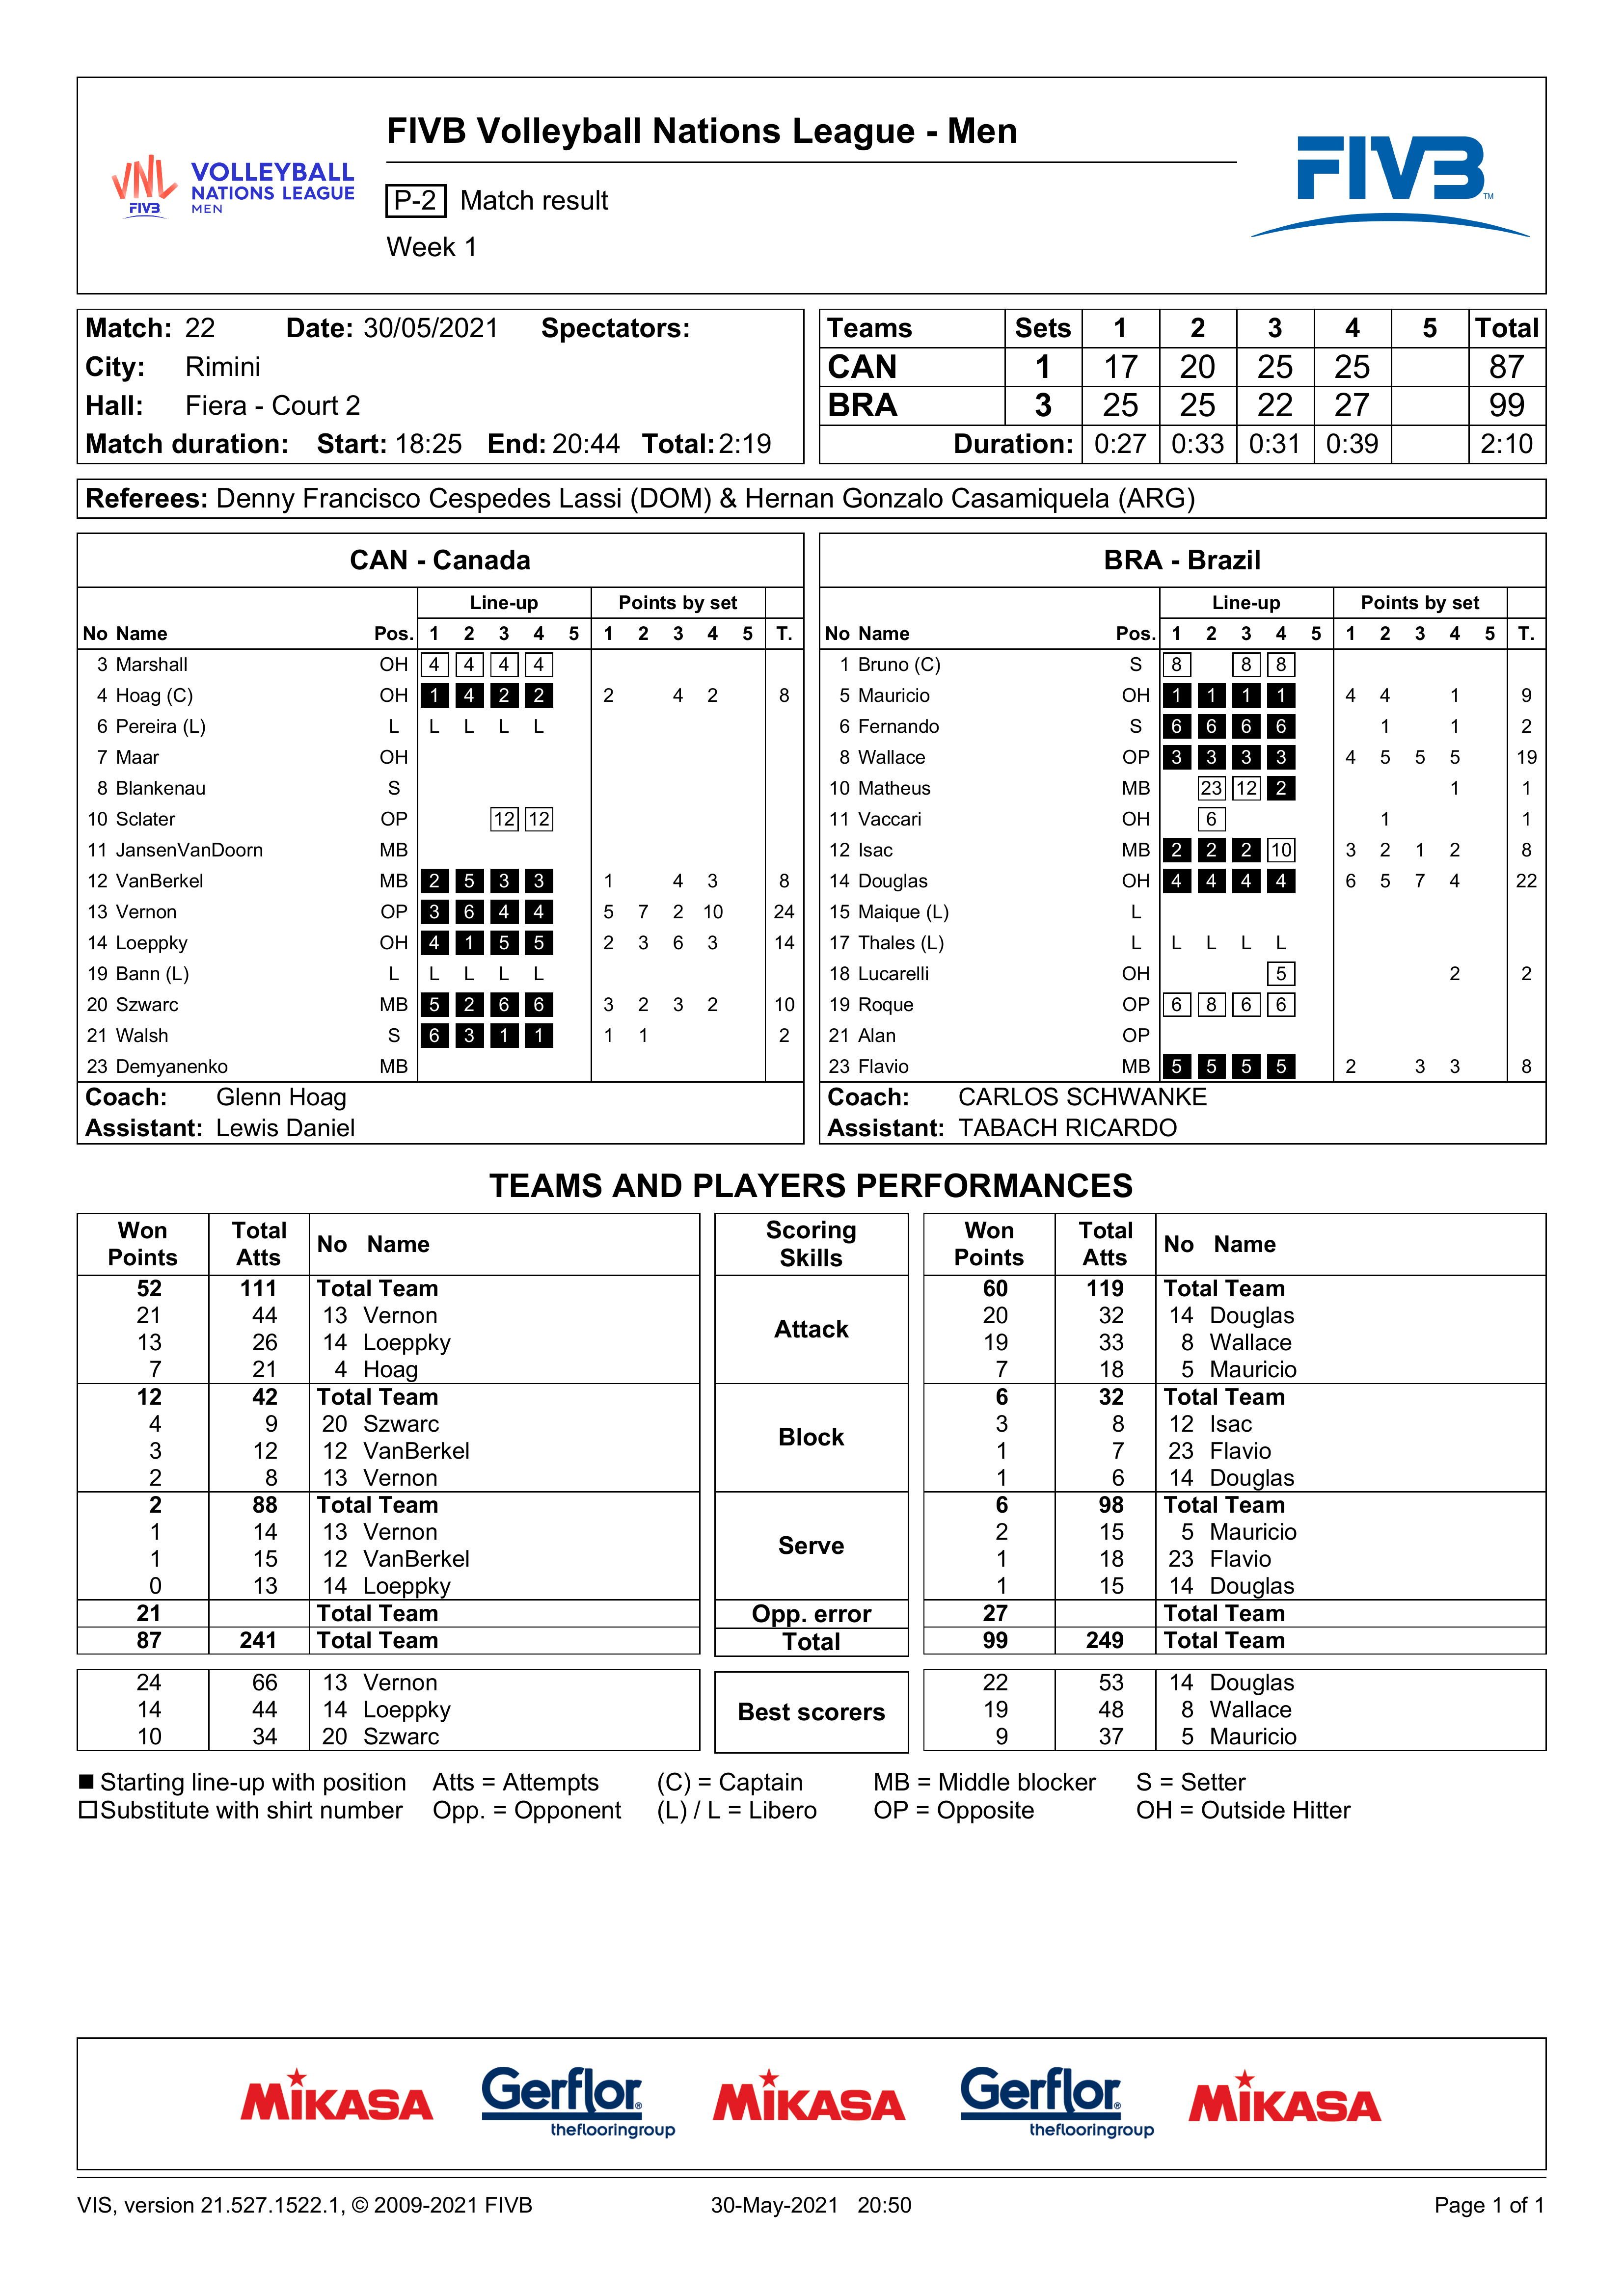 FIVB Volleyball Nations League - Men
VNL FIVB VOLLEYBALL NATIONS LEAGUE MEN
P-2 Match result
Week 1
FIVB TM
Match: 22 Date: 30/05/2021 Spectators:
City: Rimini
Hall: Fiera - Court 2
Match duration: Start: 18:25 End: 20:44 Total: 2:19
Teams Sets 1 2 3 4 5 Total
CAN 1 17 20 25 25 87
BRA 3 25 25 22 27 99
Duration: 0:27 0:33 0:31 0:39 2:10
Referees: Denny Francisco Cespedes Lassi (DOM) & Hernan Gonzalo Casamiquela (ARG)
CAN - Canada
Line-up Points by set
No Name Pos. 1 2 3 4 5 1 2 3 4 5 T.
3 Marshall OH 4 4 4 4
4 Hoag (C) OH 1 4 2 2 2 4 2 8
6 Pereira (L) L L L L L
7 Maar OH
8 Blankenau S
10 Sclater OP 12 12
11 JansenVanDoorn MB
12 VanBerkel MB 2 5 3 3 1 4 3 8
13 Vernon OP 3 6 4 4 5 7 2 10 24
14 Loeppky OH 4 1 5 5 2 3 6 3 14
19 Bann (L) L L L L L
20 Szwarc MB 5 2 6 6 3 2 3 2 10
21 Walsh S 6 3 1 1 1 1 2
23 Demyanenko MB
Coach: Glenn Hoag
Assistant: Lewis Daniel
BRA - Brazil
Line-up Points by set
No Name Pos. 1 2 3 4 5 1 2 3 4 5 T.
1 Bruno (C) S 8 8 8
5 Mauricio OH 1 1 1 1 4 4 1 9
6 Fernando S 6 6 6 6 1 1 2
8 Wallace OP 3 3 3 3 4 5 5 5 19
10 Matheus MB 23 12 2 1 1
11 Vaccari OH 6 1 1
12 Isac MB 2 2 2 10 3 2 1 2 8
14 Douglas OH 4 4 4 4 6 5 7 4 22
15 Maique (L) L
17 Thales (L) L L L L L
18 Lucarelli OH 5 2 2
19 Roque OP 6 8 6 6
21 Alan OP
23 Flavio MB 5 5 5 5 2 3 3 8
Coach: CARLOS SCHWANKE
Assistant: TABACH RICARDO
TEAMS AND PLAYERS PERFORMANCES
Won Points Total Atts No Name Scoring Skills Won Points Total Atts No Name
52 111 Total Team Attack 60 119 Total Team
21 44 13 Vernon 20 32 14 Douglas
13 26 14 Loeppky 19 33 8 Wallace
7 21 4 Hoag 7 18 5 Mauricio
12 42 Total Team Block 6 32 Total Team
4 9 20 Szwarc 3 8 12 Isac
3 12 12 VanBerkel 1 7 23 Flavio
2 8 13 Vernon 1 6 14 Douglas
2 88 Total Team Serve 6 98 Total Team
1 14 13 Vernon 2 15 5 Mauricio
1 15 12 VanBerkel 1 18 23 Flavio
0 13 14 Loeppky 1 15 14 Douglas
21 Total Team Opp. error 27 Total Team
87 241 Total Team Total 99 249 Total Team
24 66 13 Vernon Best scorers 22 53 14 Douglas
14 44 14 Loeppky 19 48 8 Wallace
10 34 20 Szwarc 9 37 5 Mauricio
Starting line-up with position Atts = Attempts (C) = Captain MB = Middle blocker S = Setter
Substitute with shirt number Opp. = Opponent (L) / L = Libero OP = Opposite OH = Outside Hitter
MIKASA Gerflor® theflooringgroup MIKASA Gerflor® theflooringgroup MIKASA
VIS, version 21.527.1522.1, © 2009-2021 FIVB 30-May-2021 20:50 Page 1 of 1